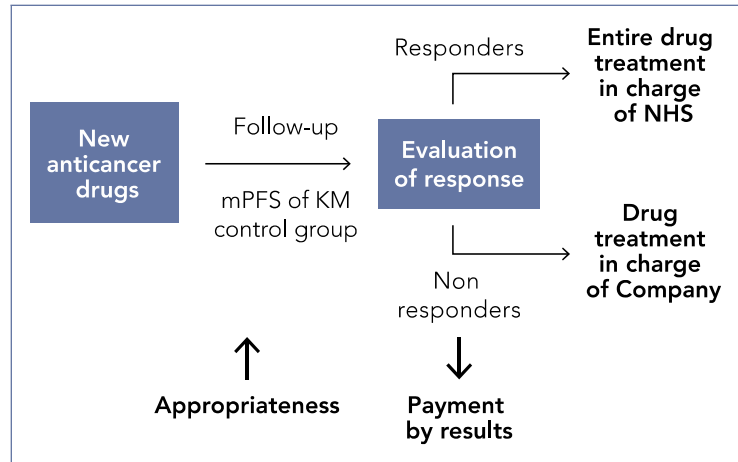 New
anticancer
drugs
Follow-up
mPFS of KM
control group
Evaluation
of response
Responders
Entire drug
treatment
in charge
of NHS
Non
responders
Drug
treatment
in charge
of Company
Appropriateness
Payment
by results